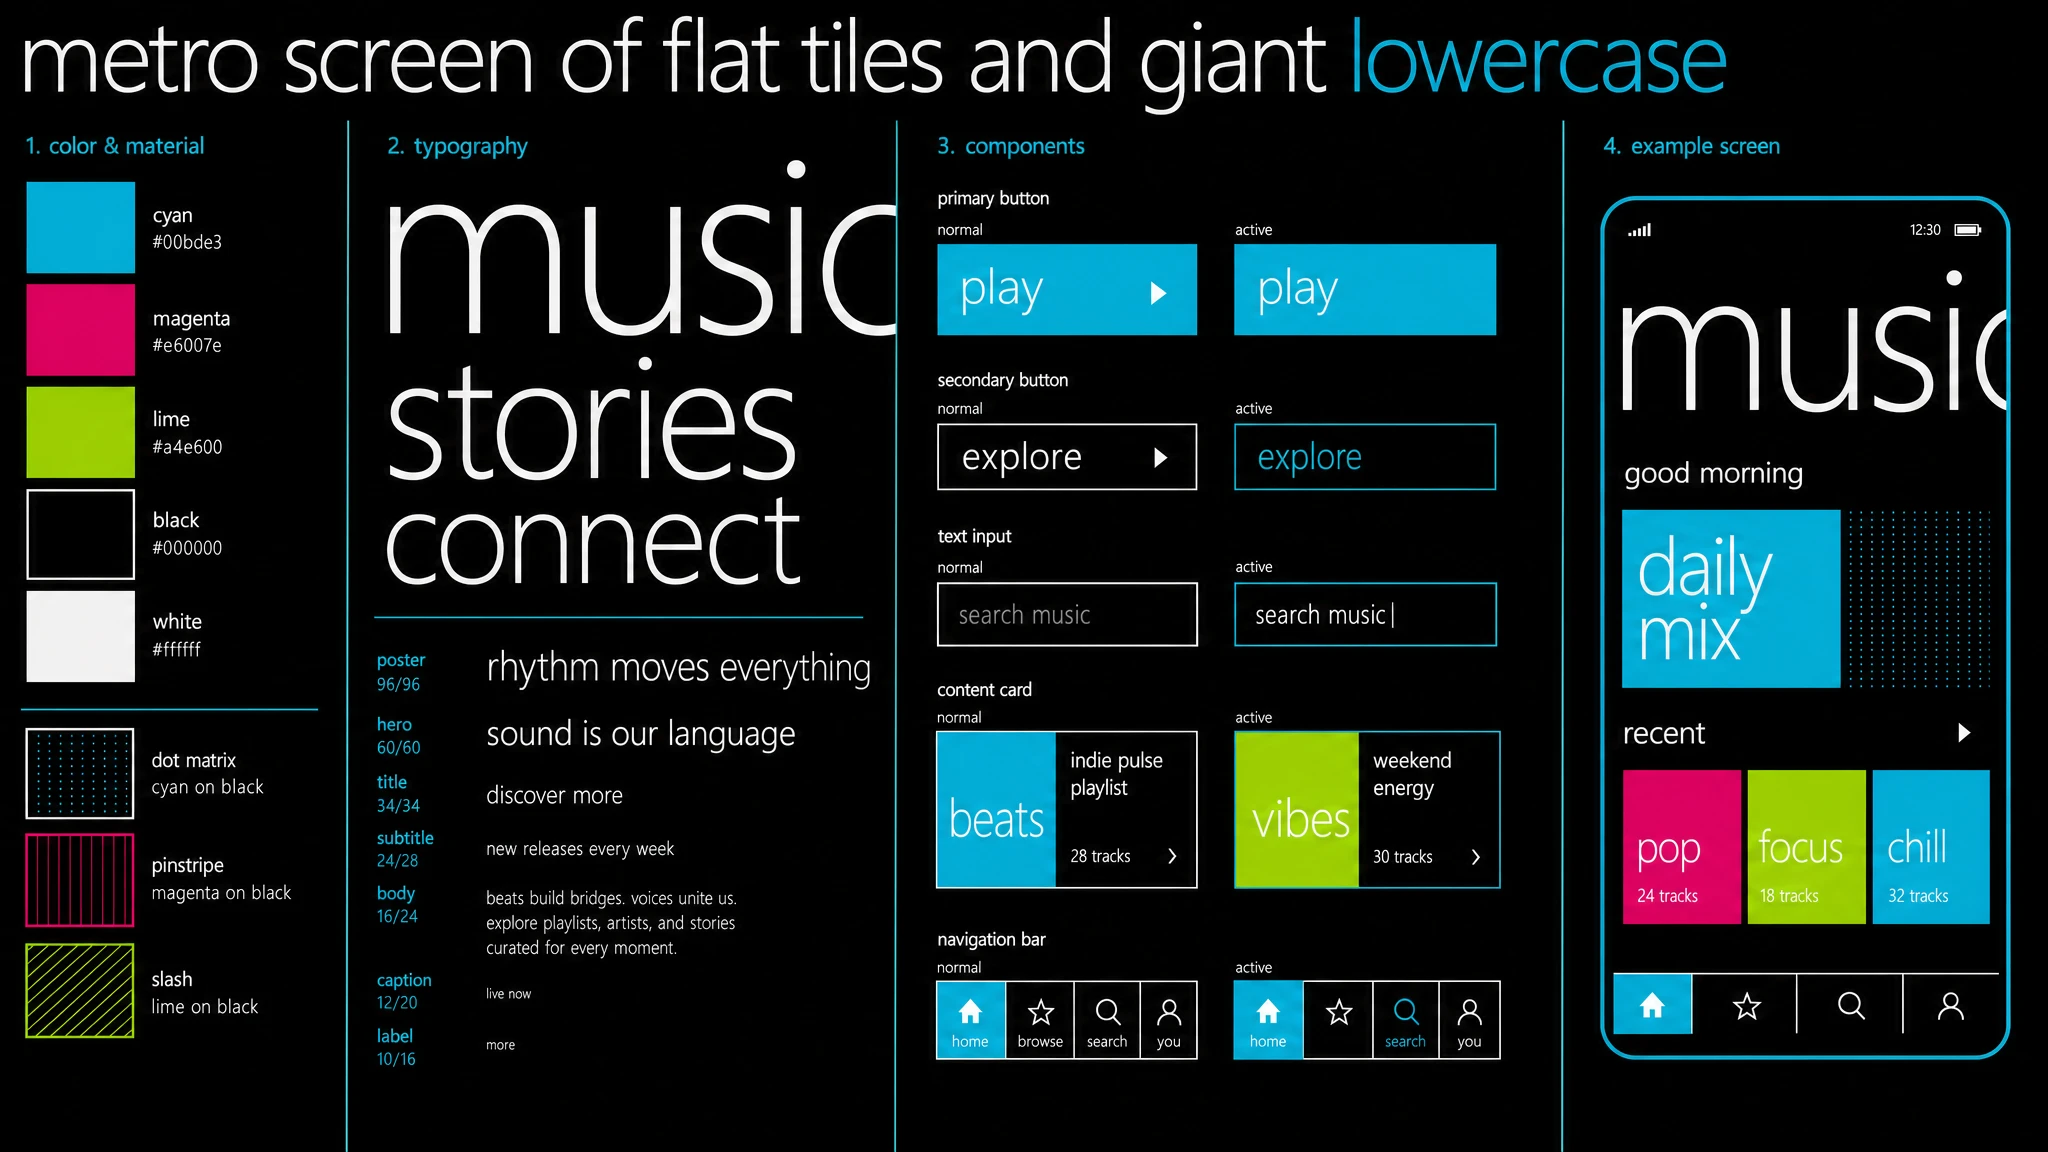 metro screen of flat tiles and giant lowercase
1. color & material
cyan
#00bde3
magenta
#e6007e
lime
#a4e600
black
#000000
white
#ffffff
dot matrix
cyan on black
pinstripe
magenta on black
slash
lime on black
2. typography
music
stories
connect
poster
96/96
rhythm moves everything
hero
60/60
sound is our language
title
34/34
discover more
subtitle
24/28
new releases every week
body
16/24
beats build bridges. voices unite us.
explore playlists, artists, and stories
curated for every moment.
caption
12/20
live now
label
10/16
more
3. components
primary button
normal
active
play
play
secondary button
normal
active
explore
explore
text input
normal
active
search music
search music
content card
normal
active
beats
indie pulse
playlist
28 tracks
vibes
weekend
energy
30 tracks
navigation bar
normal
active
home
browse
search
you
home
search
you
4. example screen
12:30
music
good morning
daily
mix
recent
pop
24 tracks
focus
18 tracks
chill
32 tracks